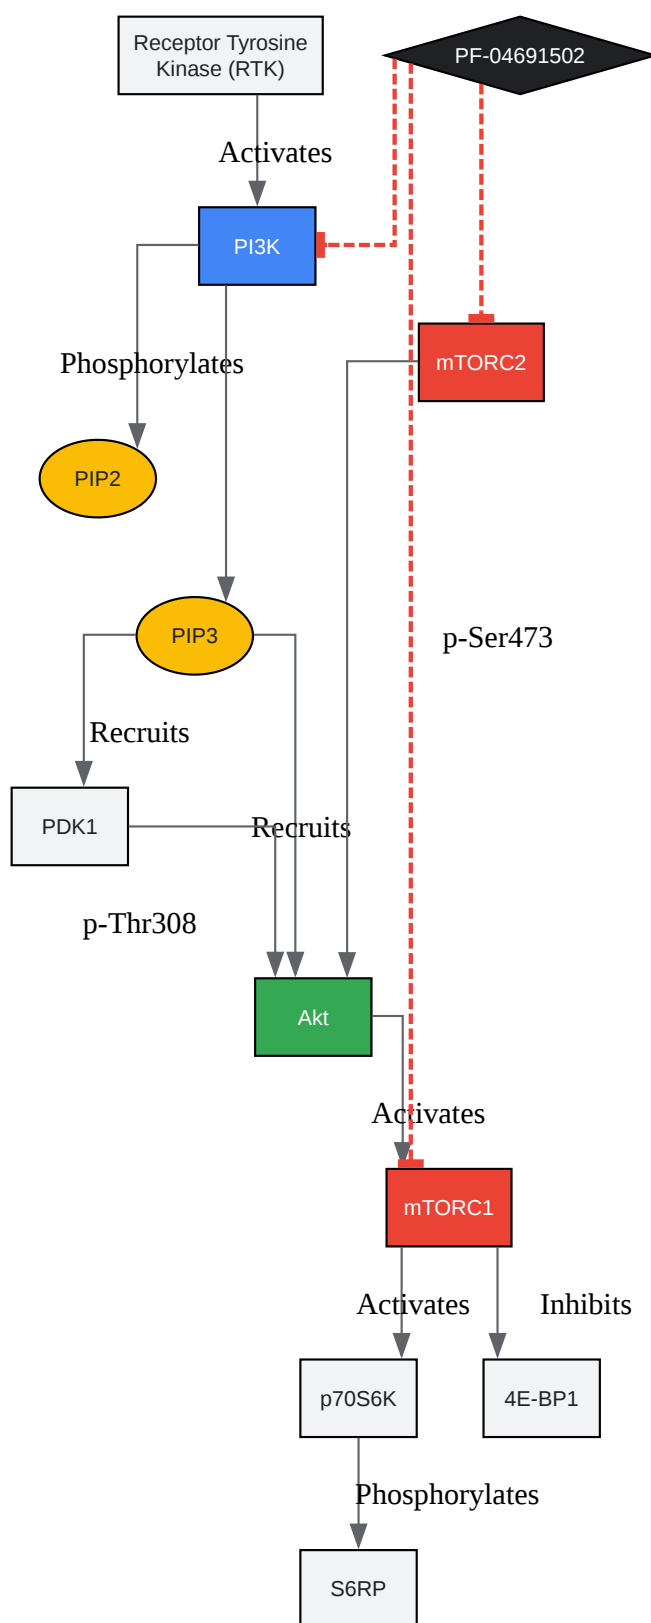 Receptor Tyrosine
Kinase (RTK)
PF-04691502
Activates
PI3K
mTORC2
Phosphorylates
PIP2
PIP3
p-Ser473
Recruits
PDK1
Recruits
p-Thr308
Akt
Activates
mTORC1
Activates
Inhibits
p70S6K
4E-BP1
Phosphorylates
S6RP